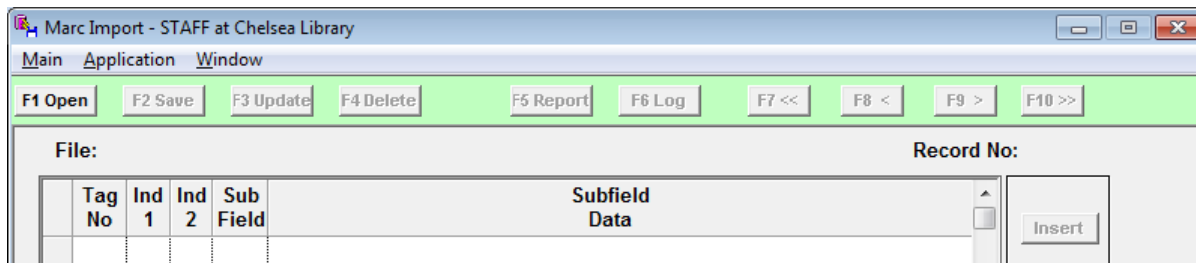 Marc Import - STAFF at Chelsea Library
Main Application Window
F1 Open F2 Save F3 Update F4 Delete F5 Report F6 Log F7 << F8 < F9 > F10 >>
File: Record No:
Tag No Ind 1 Ind 2 Sub Field Subfield Data
Insert